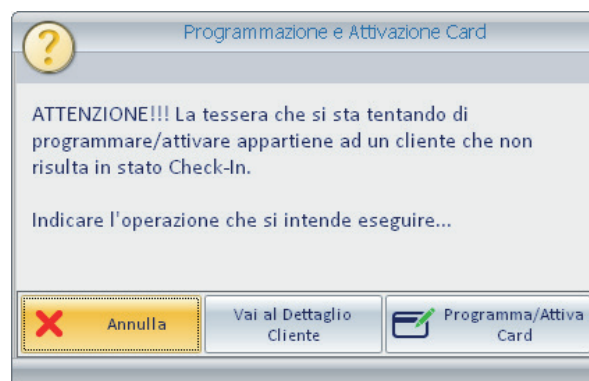 Programmazione e Attivazione Card
ATTENZIONE!!! La tessera che si sta tentando di
programmare/attivare appartiene ad un cliente che non
risulta in stato Check-In.
Indicare l'operazione che si intende eseguire...
Annulla
Vai al Dettaglio
Cliente
Programma/Attiva
Card